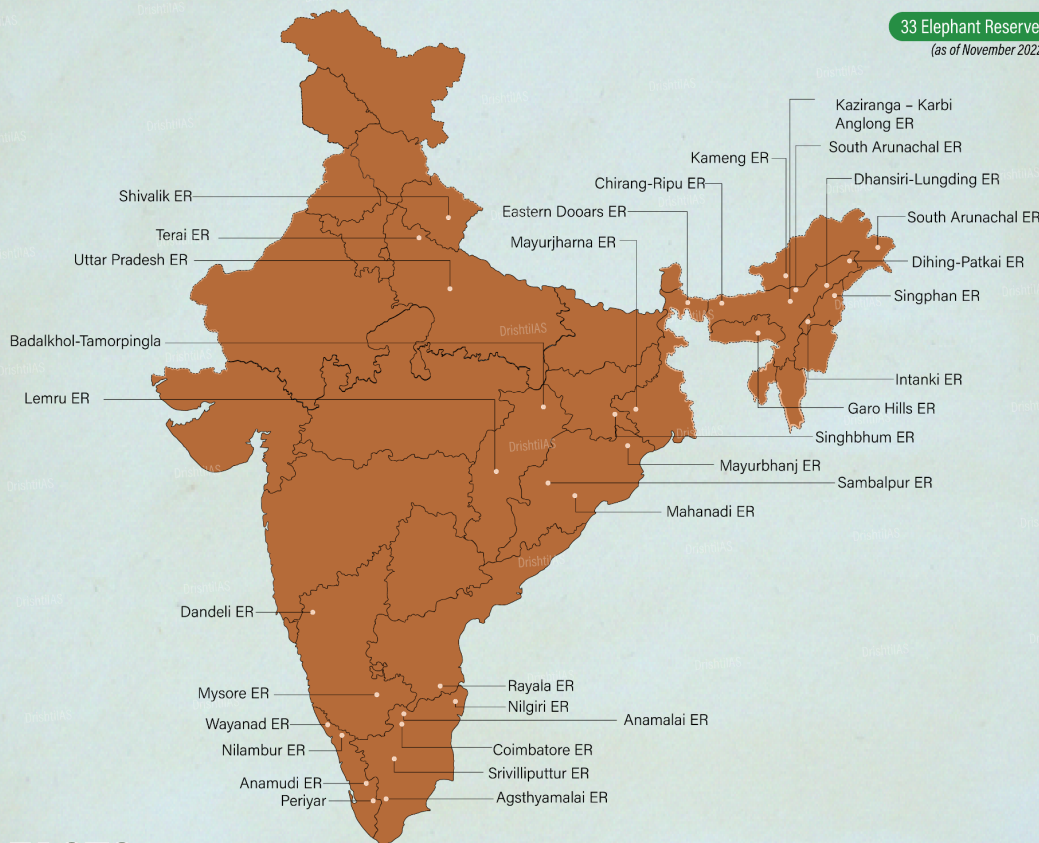 33 Elephant Reserve
(as of November 2022
Kaziranga – Karbi
Anglong ER
South Arunachal ER
Kameng ER
Dhansiri-Lungding ER
Chirang-Ripu ER
Shivalik ER
Eastern Dooars ER
South Arunachal ER
Terai ER
Mayurjharna ER
Uttar Pradesh ER
Dihing-Patkai ER
Singphan ER
Badalkhol-Tamorpingla
Intanki ER
Lemru ER
Garo Hills ER
Singhbhum ER
Mayurbhanj ER
Sambalpur ER
Mahanadi ER
Dandeli ER
Rayala ER
Mysore ER
Nilgiri ER
Anamalai ER
Wayanad ER
Nilambur ER
Coimbatore ER
Srivilliputtur ER
Anamudi ER
Agsthyamalai ER
Periyar
DrishtiIAS
DrishtiIAS